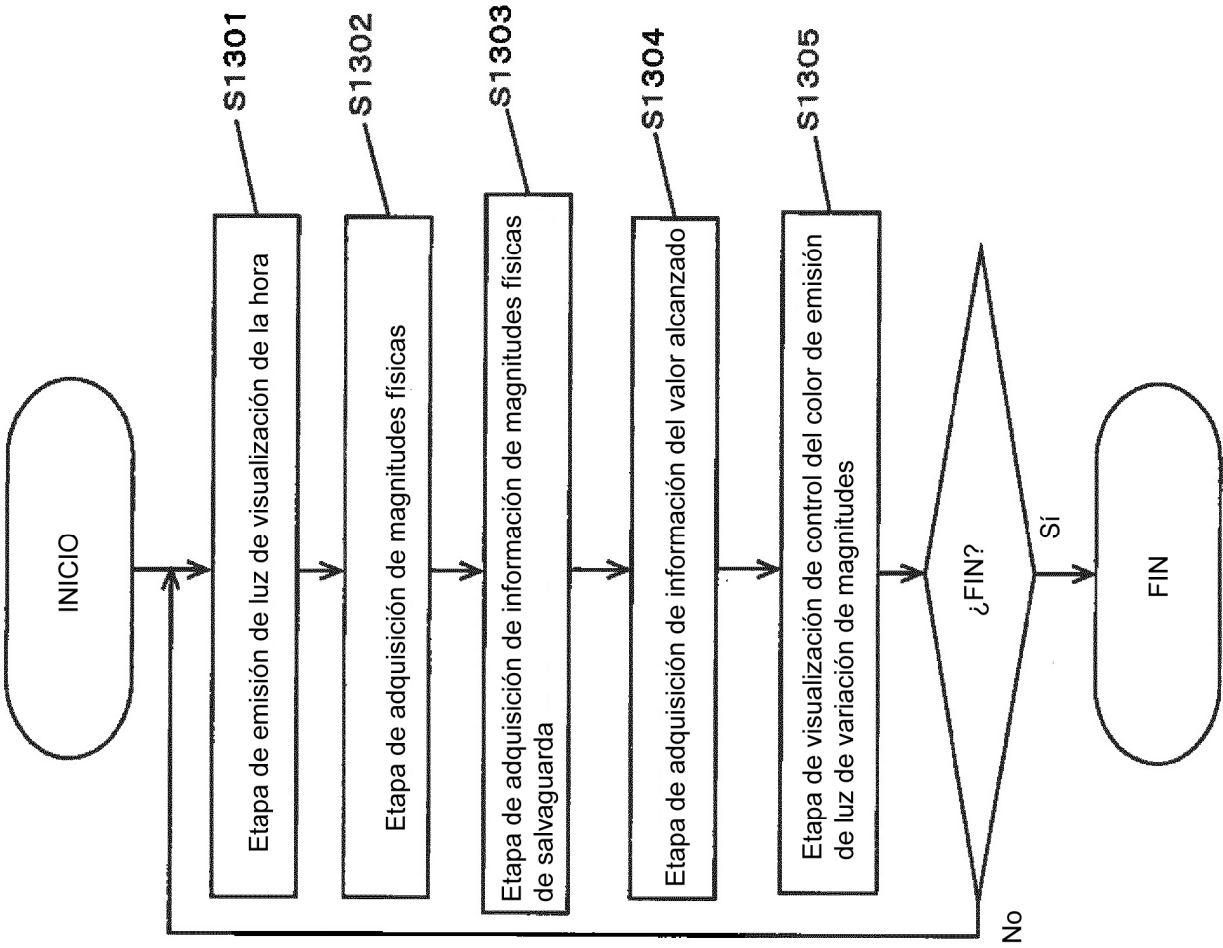 INICIO
Etapa de emisión de luz de visualización de la hora
S1301
Etapa de adquisición de magnitudes físicas
S1302
Etapa de adquisición de información de magnitudes físicas
de salvaguarda
S1303
Etapa de adquisición de información del valor alcanzado
S1304
Etapa de visualización de control del color de emisión
de luz de variación de magnitudes
S1305
¿FIN?
No
Sí
FIN